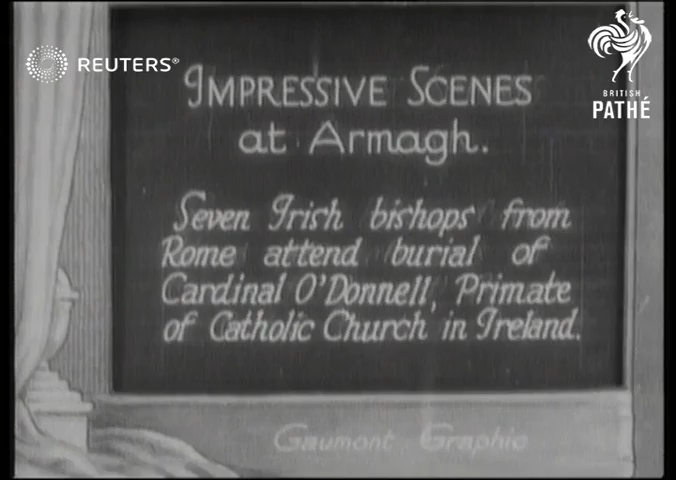 REUTERS®
BRITISH
PATHÉ
IMPRESSIVE SCENES
at Armagh.
Seven Irish bishops from
Rome attend burial of
Cardinal O'Donnell, Primate
of Catholic Church in Ireland.
Gaumont Graphic